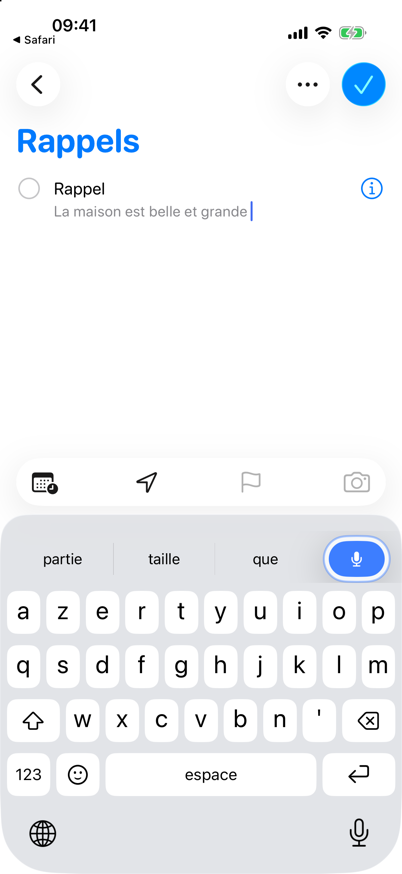 09:41
◀ Safari
Rappels
Rappel
La maison est belle et grande
partie taille que
a z e r t y u i o p
q s d f g h j k l m
w x c v b n '
123 espace